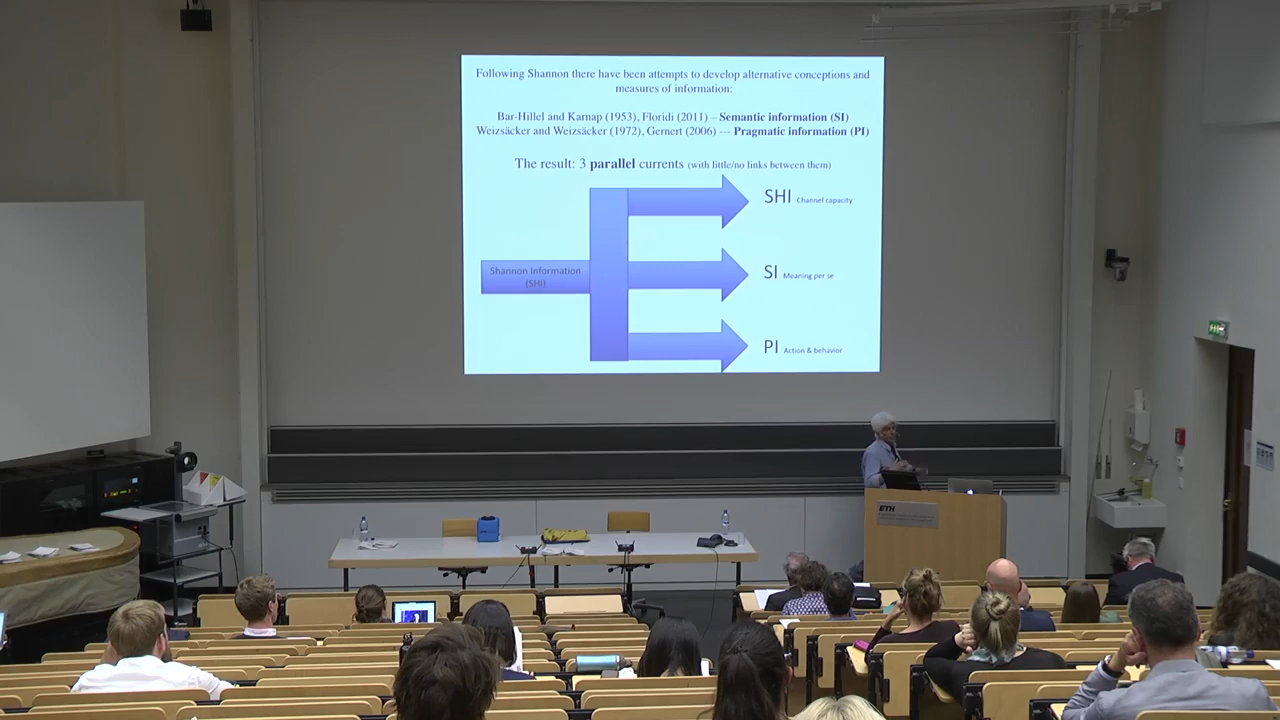 Following Shannon there have been attempts to develop alternative conceptions and
measures of information:
Bar-Hillel and Karnap (1953), Floridi (2011) – Semantic information (SI)
Weizsäcker and Weizsäcker (1972), Gernert (2006) --- Pragmatic information (PI)
The result: 3 parallel currents (with little/no links between them)
SHI Channel capacity
Shannon Information
(SHI)
SI Meaning per se
PI Action & behavior
ETH